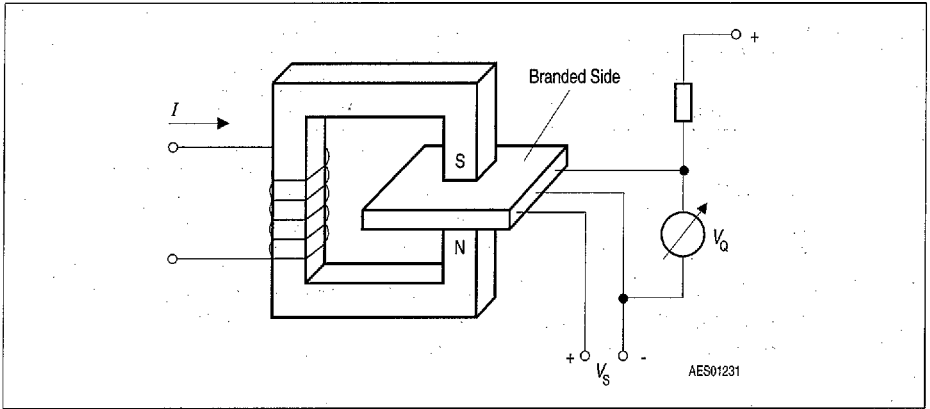 +
Branded Side
I
S
N
V_Q
+ V_S -
AES01231